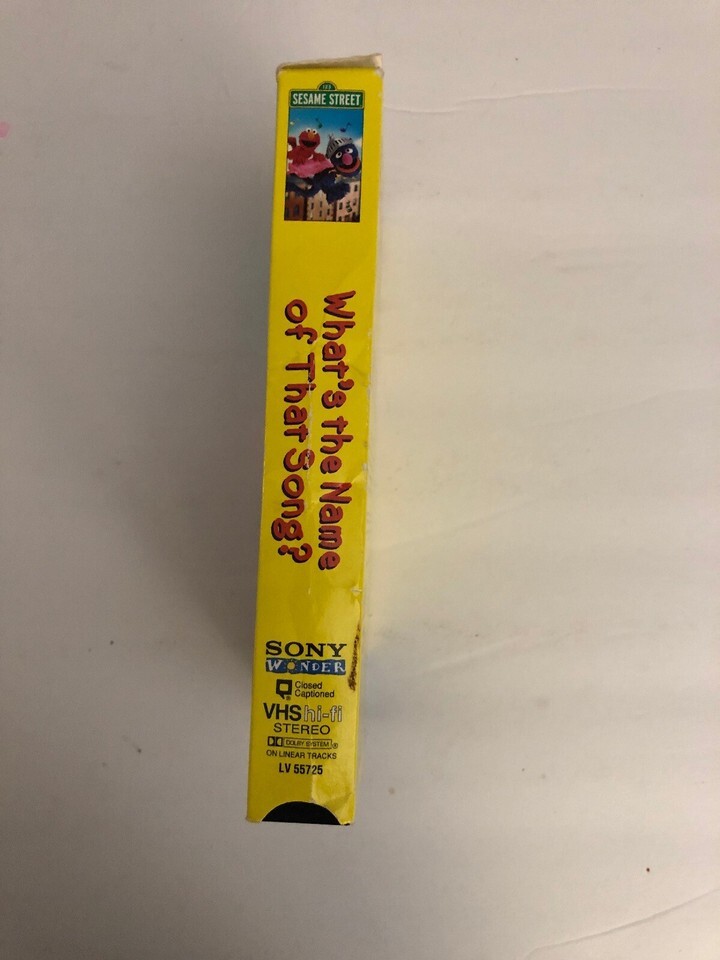 123
SESAME STREET
What's the Name
of That Song?
SONY
WONDER
Closed
Captioned
VHS hi-fi
STEREO
DOLBY SYSTEM
ON LINEAR TRACKS
LV 55725